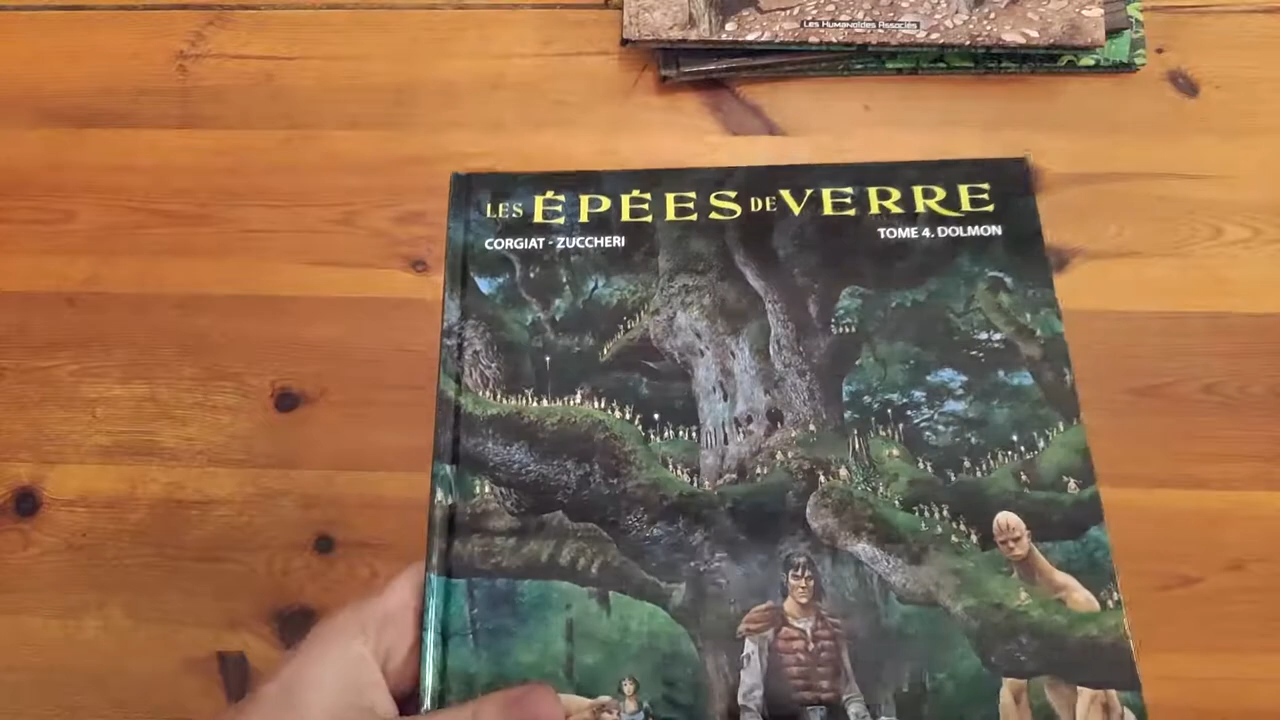 Les Humanoïdes Associés
LES ÉPÉES DE VERRE
CORGIAT - ZUCCHERI
TOME 4. DOLMON